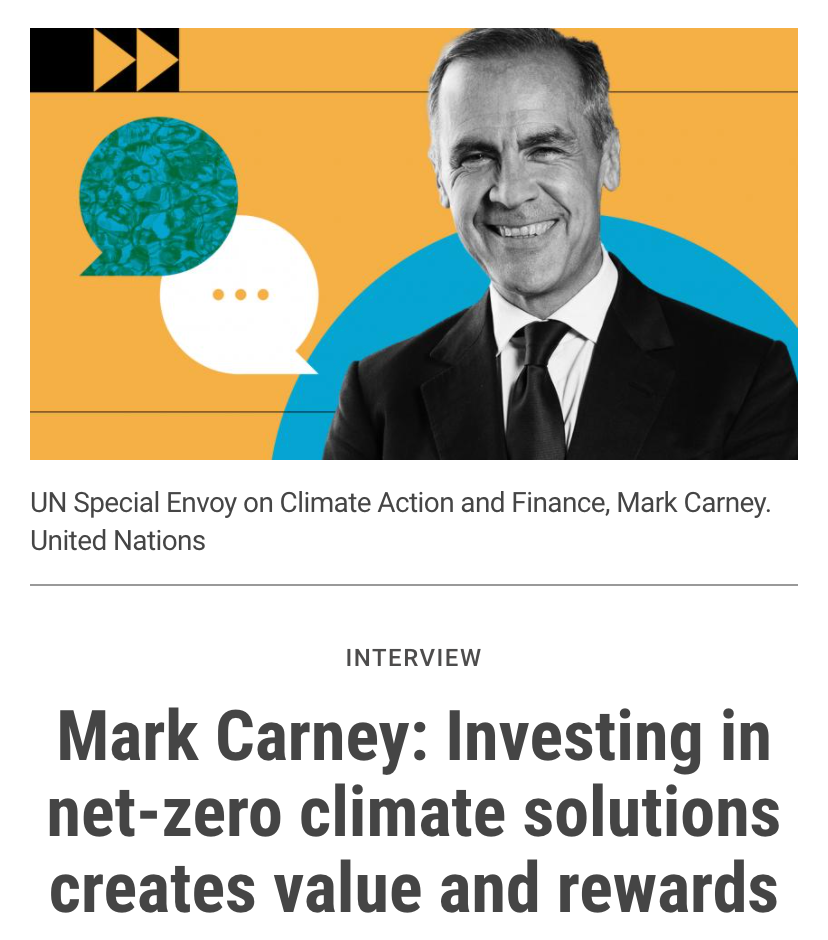 UN Special Envoy on Climate Action and Finance, Mark Carney.
United Nations
INTERVIEW
Mark Carney: Investing in
net-zero climate solutions
creates value and rewards